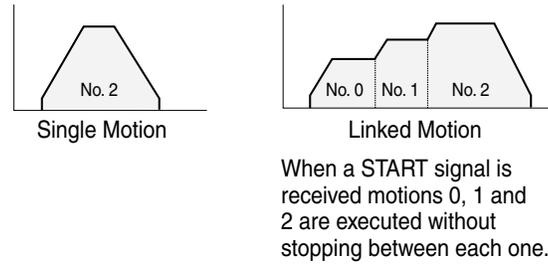 No. 2
Single Motion
No. 0
No. 1
No. 2
Linked Motion
When a START signal is
received motions 0, 1 and
2 are executed without
stopping between each one.